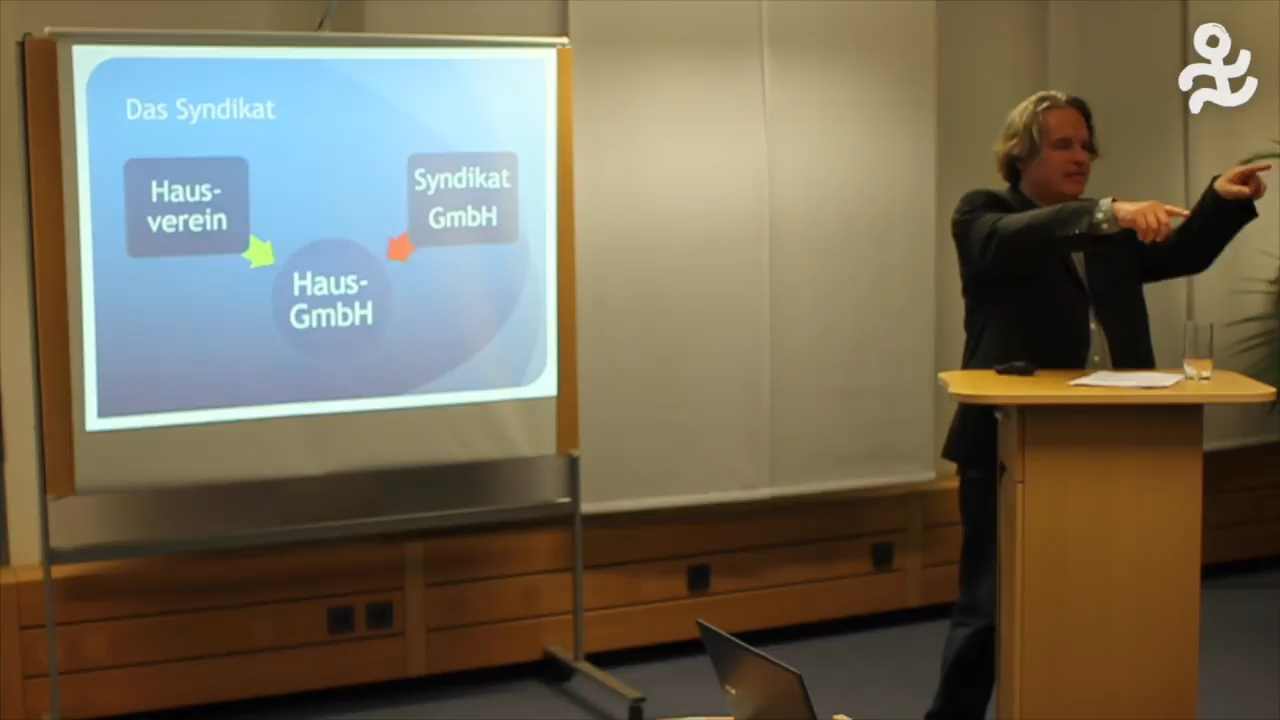 Das Syndikat
Haus-
verein
Syndikat
GmbH
Haus-
GmbH